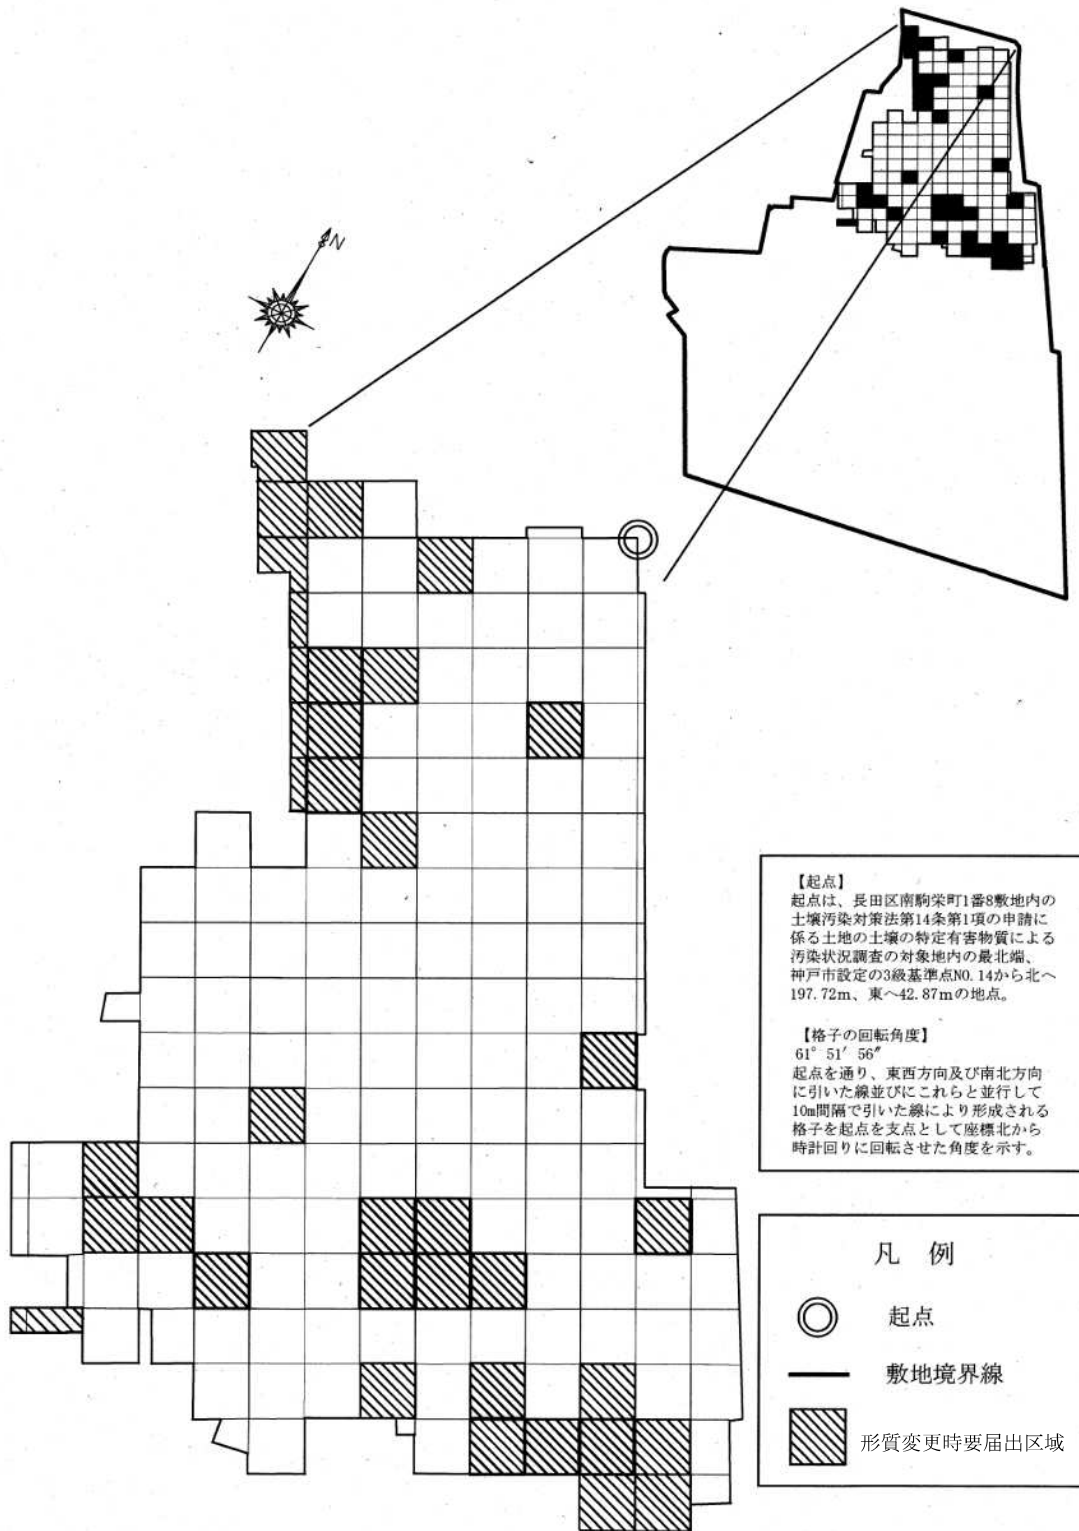 N
【起点】
起点は、長田区南駒栄町1番8敷地内の
土壌汚染対策法第14条第1項の申請に
係る土地の土壌の特定有害物質による
汚染状況調査の対象地内の最北端、
神戸市設定の3級基準点NO.14から北へ
197.72m、東へ42.87mの地点。
【格子の回転角度】
61° 51′ 56″
起点を通り、東西方向及び南北方向
に引いた線並びにこれらと並行して
10m間隔で引いた線により形成される
格子を起点を支点として座標北から
時計回りに回転させた角度を示す。
凡 例
起点
敷地境界線
形質変更時要届出区域